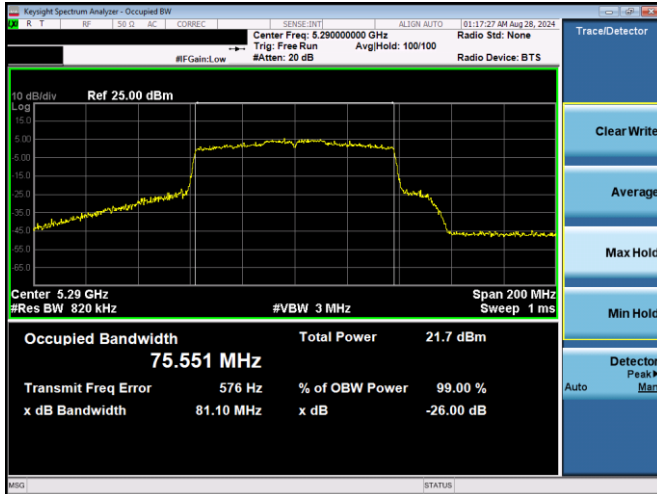 Keysight Spectrum Analyzer - Occupied BW
R T RF 50 Ω AC CORREC SENSE:INT ALIGN AUTO 01:17:27 AM Aug 28, 2024
Center Freq: 5.290000000 GHz Radio Std: None
Trig: Free Run Avg|Hold: 100/100
#IFGain:Low #Atten: 20 dB Radio Device: BTS
Trace/Detector
10 dB/div Ref 25.00 dBm
Log
15.0
5.00
-5.00
-15.0
-25.0
-35.0
-45.0
-55.0
-65.0
Center 5.29 GHz Span 200 MHz
#Res BW 820 kHz #VBW 3 MHz Sweep 1 ms
Occupied Bandwidth Total Power 21.7 dBm
75.551 MHz
Transmit Freq Error 576 Hz % of OBW Power 99.00 %
x dB Bandwidth 81.10 MHz x dB -26.00 dB
Clear Write
Average
Max Hold
Min Hold
Detector
Peak
Auto Man
MSG STATUS